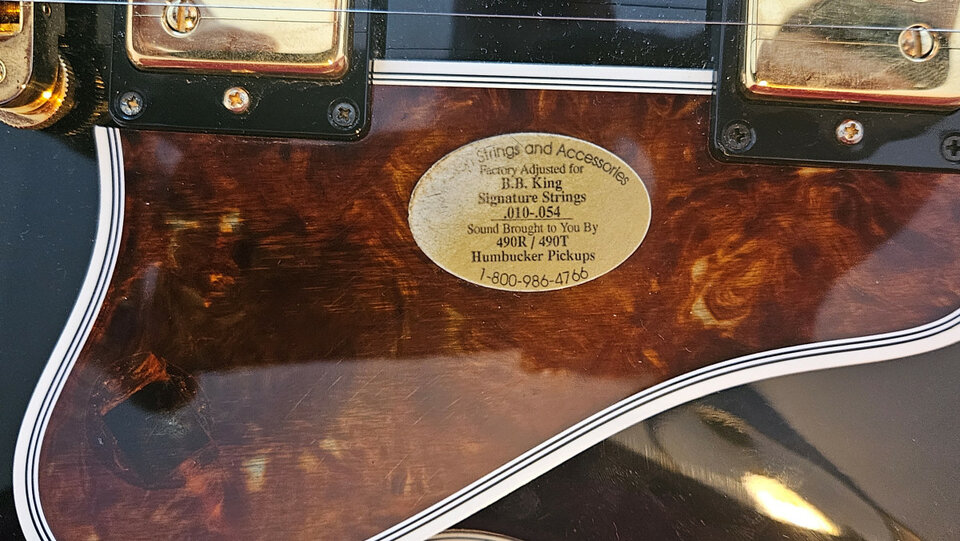 Strings and Accessories
Factory Adjusted for
B.B. King
Signature Strings
.010-.054
Sound Brought to You By
490R / 490T
Humbucker Pickups
1-800-986-4766